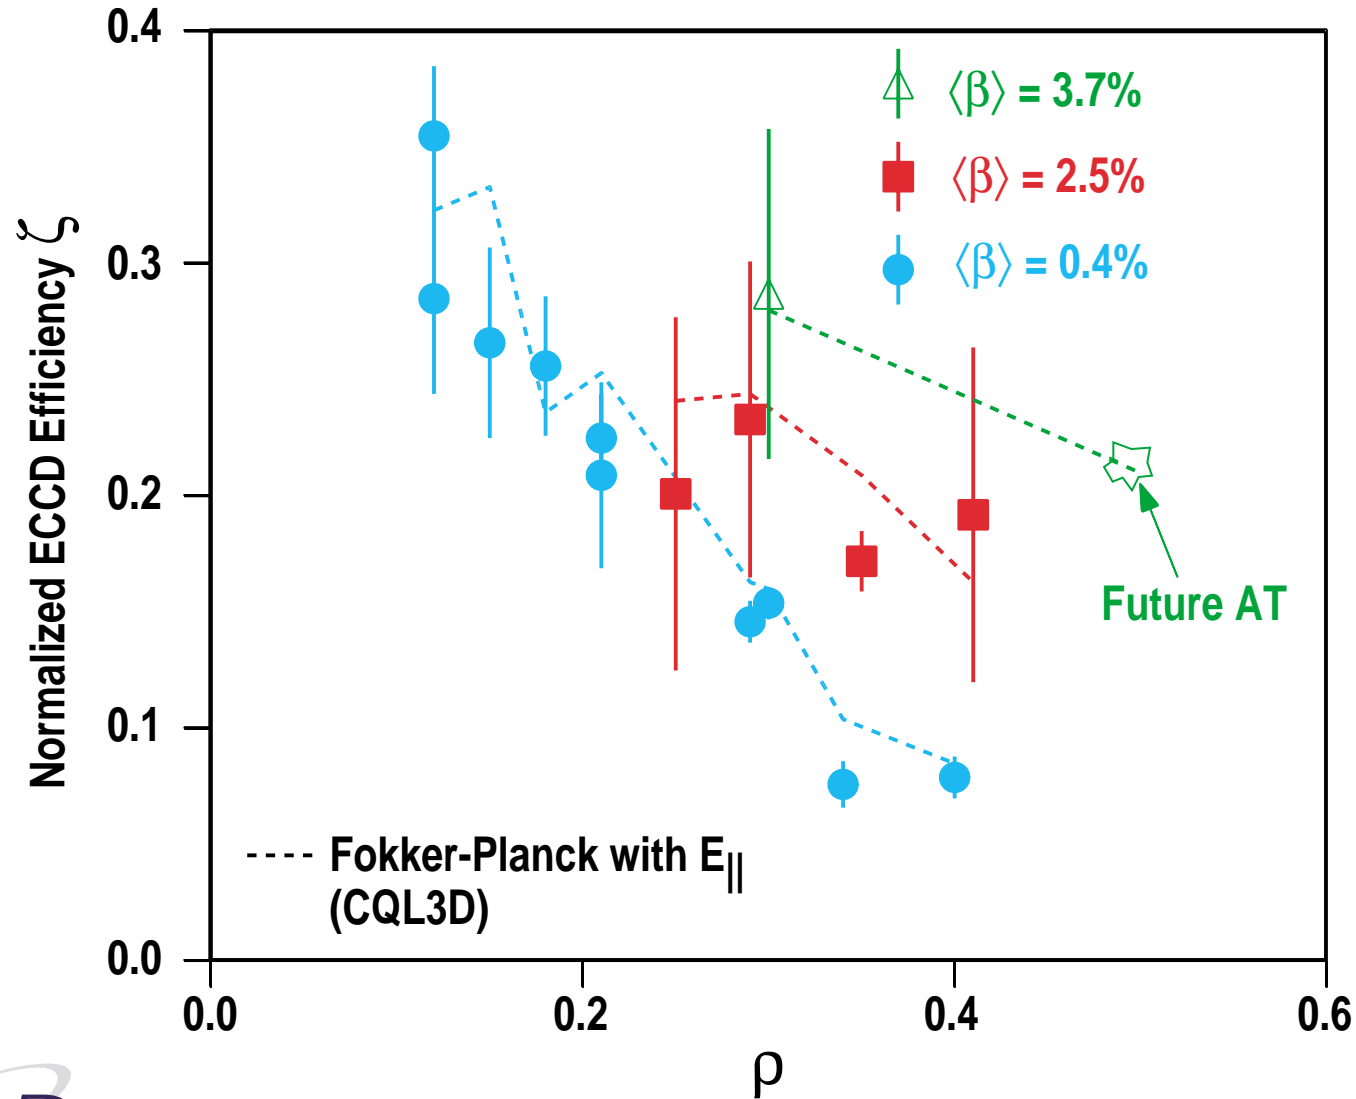 0.4
0.3
0.2
0.1
0.0
Normalized ECCD Efficiency ζ
⟨β⟩ = 3.7%
⟨β⟩ = 2.5%
⟨β⟩ = 0.4%
Future AT
Fokker-Planck with E||
(CQL3D)
0.0
0.2
0.4
0.6
ρ